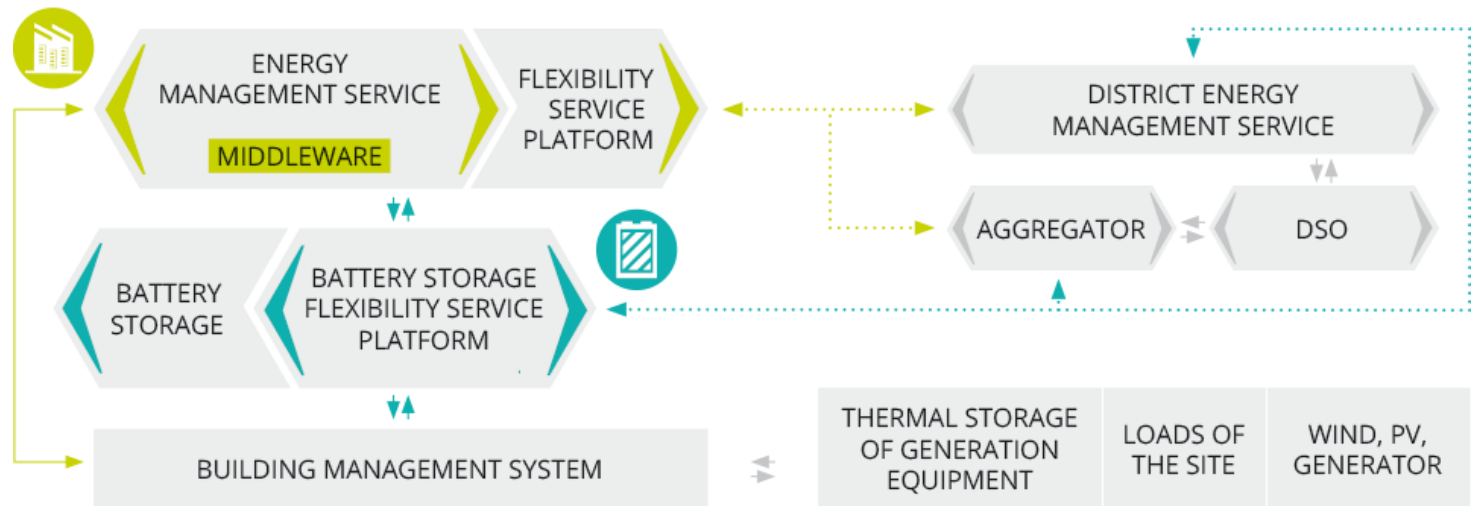 ENERGY
MANAGEMENT SERVICE
MIDDLEWARE
FLEXIBILITY
SERVICE
PLATFORM
DISTRICT ENERGY
MANAGEMENT SERVICE
AGGREGATOR
DSO
BATTERY
STORAGE
BATTERY STORAGE
FLEXIBILITY SERVICE
PLATFORM
BUILDING MANAGEMENT SYSTEM
THERMAL STORAGE
OF GENERATION
EQUIPMENT
LOADS OF
THE SITE
WIND, PV,
GENERATOR